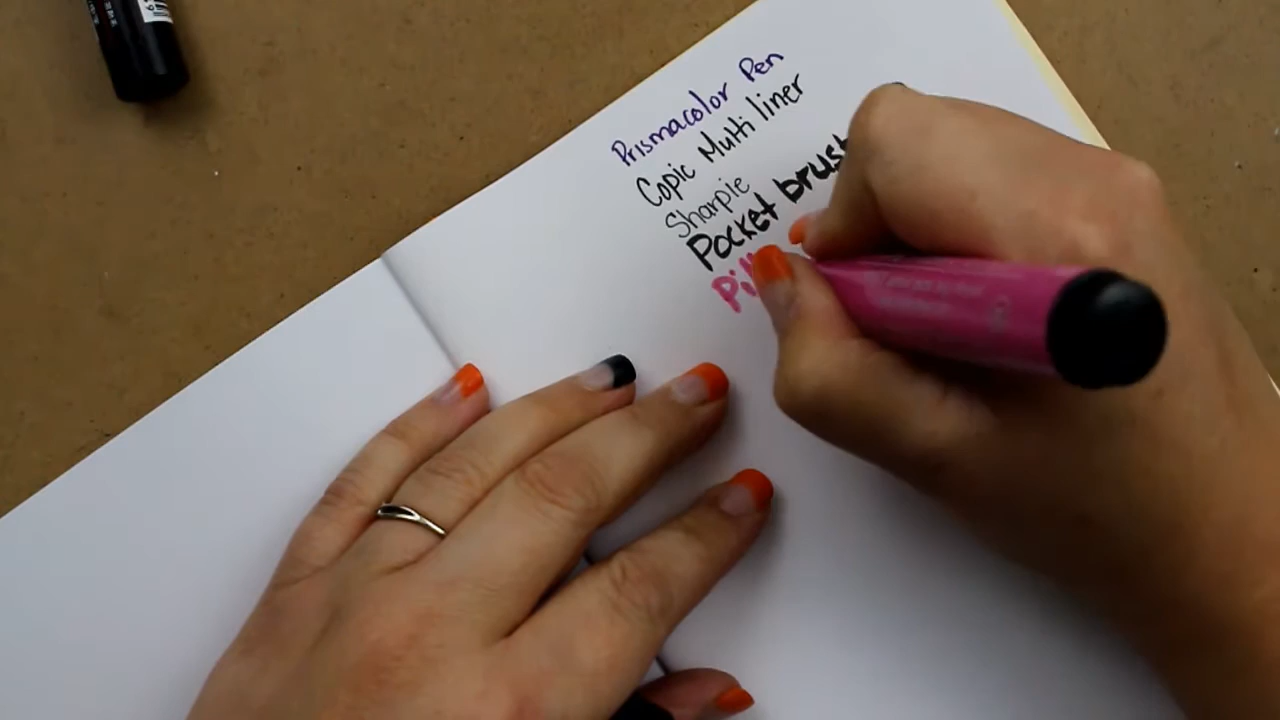 Prismacolor Pen
Copic Multi liner
Sharpie
Pocket brush